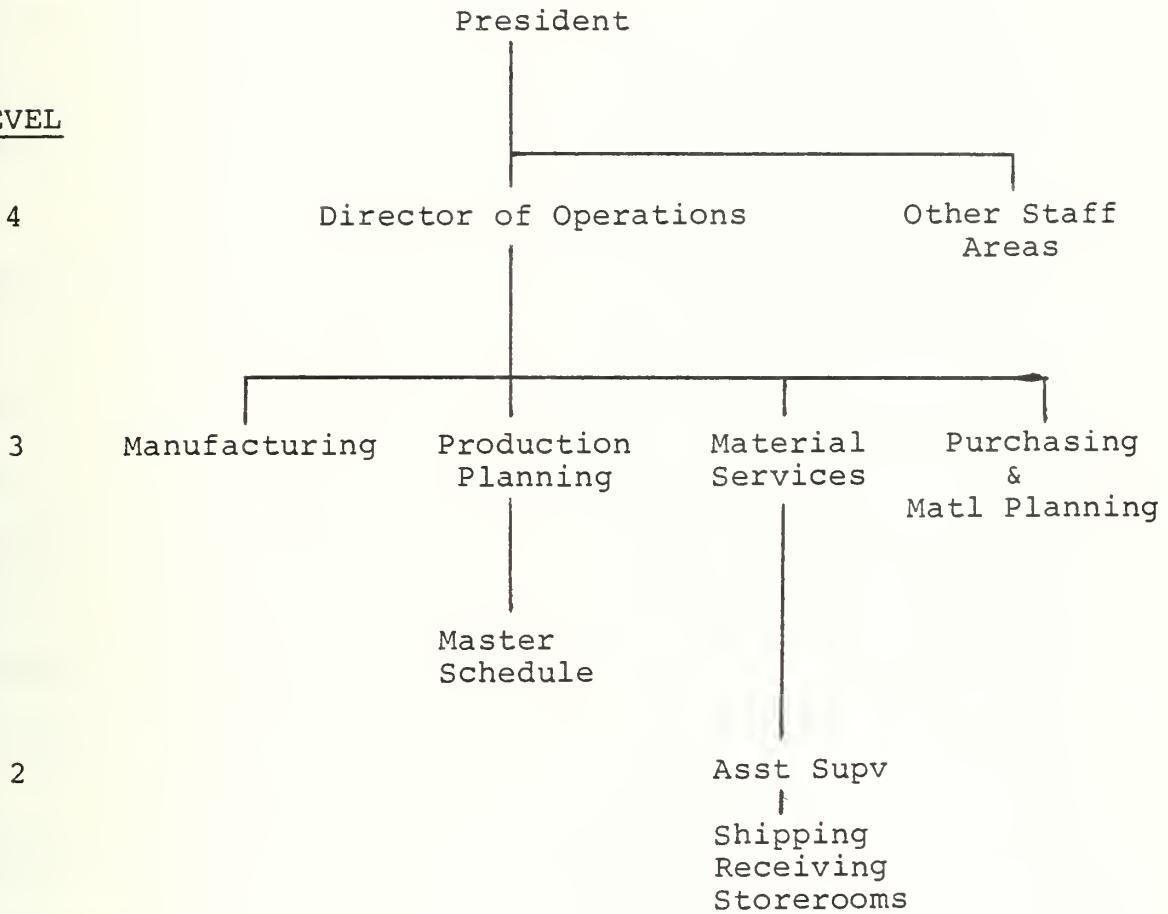 President
EVEL
4 Director of Operations Other Staff
Areas
3 Manufacturing Production Material Purchasing
Planning Services &
Matl Planning
Master
Schedule
2 Asst Supv
Shipping
Receiving
Storerooms